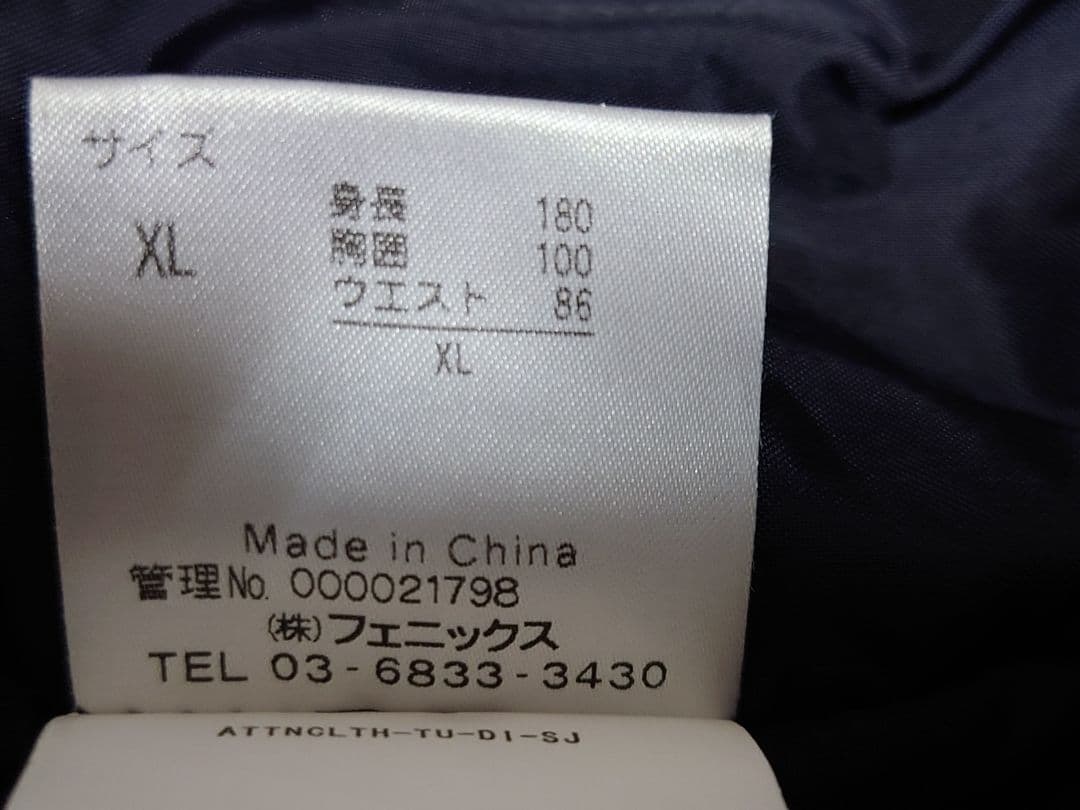 サイズ
XL
身長 180
胸囲 100
ウエスト 86
XL
Made in China
管理No. 000021798
(株)フェニックス
TEL 03-6833-3430
ATTNCLTH-TU-DI-SJ